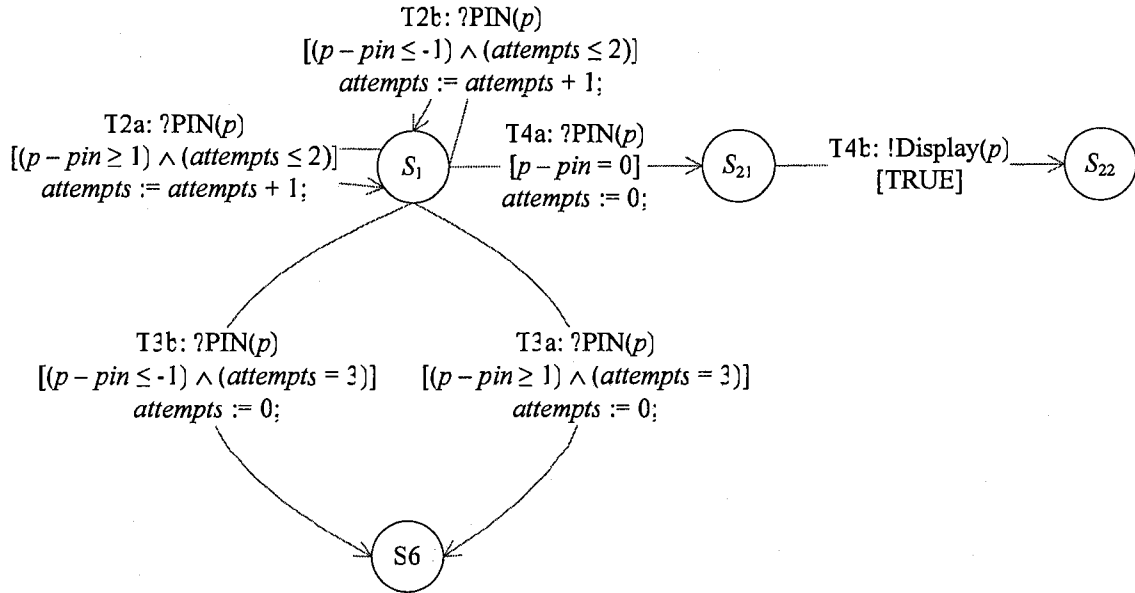 T2b: ?PIN(p)
[(p – pin ≤ -1) ∧ (attempts ≤ 2)]
attempts := attempts + 1;
T2a: ?PIN(p)
[(p – pin ≥ 1) ∧ (attempts ≤ 2)]
attempts := attempts + 1;
S₁
T4a: ?PIN(p)
[p – pin = 0]
attempts := 0;
S₂₁
T4b: !Display(p)
[TRUE]
S₂₂
T3b: ?PIN(p)
[(p – pin ≤ -1) ∧ (attempts = 3)]
attempts := 0;
T3a: ?PIN(p)
[(p – pin ≥ 1) ∧ (attempts = 3)]
attempts := 0;
S6